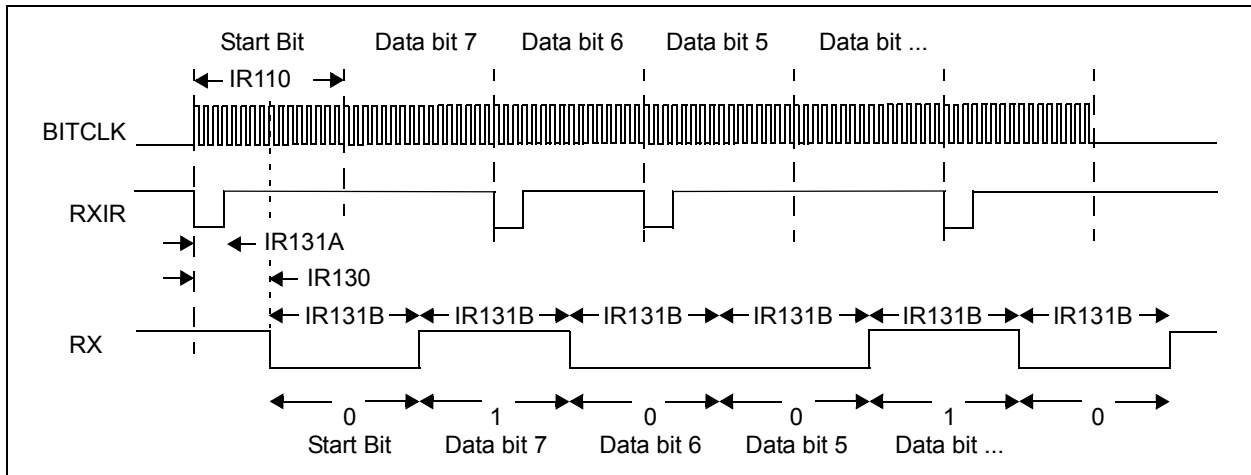 Start Bit Data bit 7 Data bit 6 Data bit 5 Data bit ...
IR110
BITCLK
RXIR
IR131A
IR130
IR131B IR131B IR131B IR131B IR131B IR131B
RX
0 1 0 0 1 0
Start Bit Data bit 7 Data bit 6 Data bit 5 Data bit ...